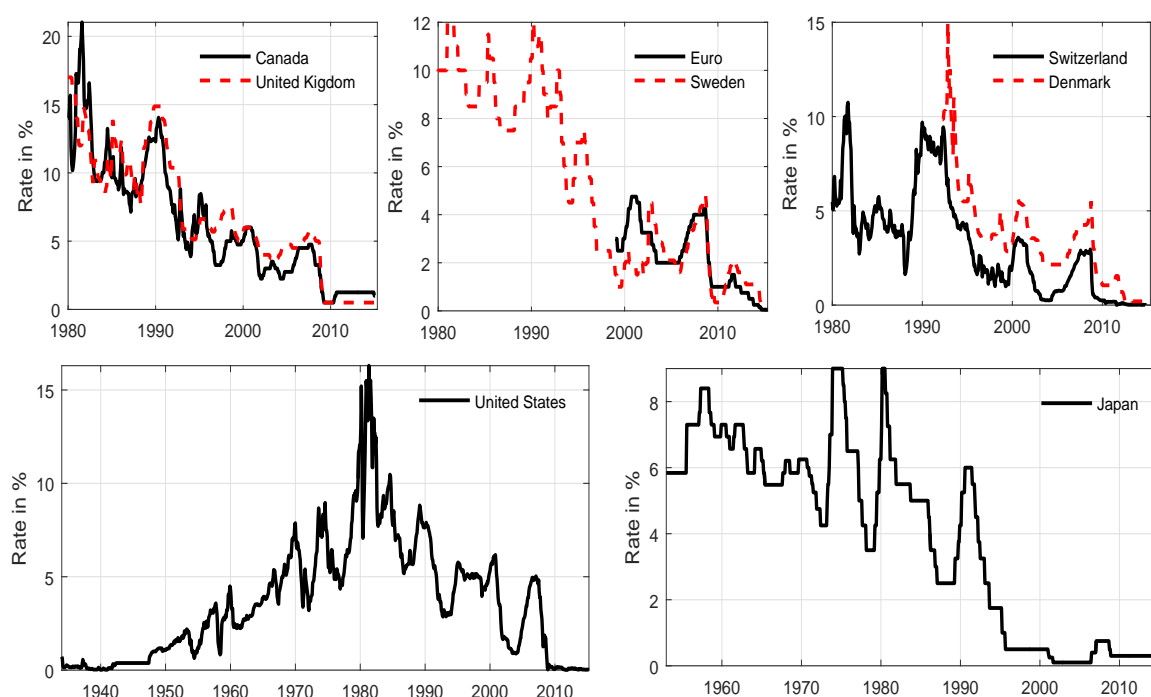 Rate in %
20
15
10
5
0
1980 1990 2000 2010
Canada
United Kigdom
Rate in %
12
10
8
6
4
2
0
1980 1990 2000 2010
Euro
Sweden
Rate in %
15
10
5
0
1980 1990 2000 2010
Switzerland
Denmark
Rate in %
15
10
5
0
1940 1950 1960 1970 1980 1990 2000 2010
United States
Rate in %
8
6
4
2
0
1960 1970 1980 1990 2000 2010
Japan